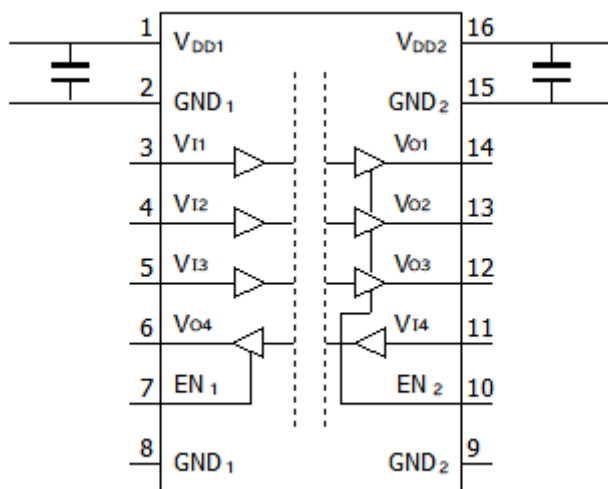 1 VDD1 VDD2 16
2 GND1 GND2 15
3 VI1 VO1 14
4 VI2 VO2 13
5 VI3 VO3 12
6 VO4 VI4 11
7 EN1 EN2 10
8 GND1 GND2 9